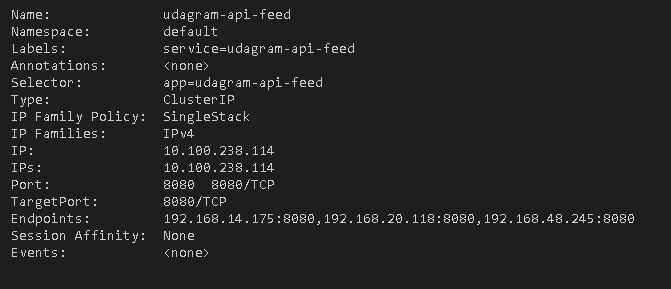 Name:              udagram-api-feed
Namespace:         default
Labels:            service=udagram-api-feed
Annotations:       <none>
Selector:          app=udagram-api-feed
Type:              ClusterIP
IP Family Policy:  SingleStack
IP Families:       IPv4
IP:                10.100.238.114
IPs:               10.100.238.114
Port:              8080  8080/TCP
TargetPort:        8080/TCP
Endpoints:         192.168.14.175:8080,192.168.20.118:8080,192.168.48.245:8080
Session Affinity:  None
Events:            <none>